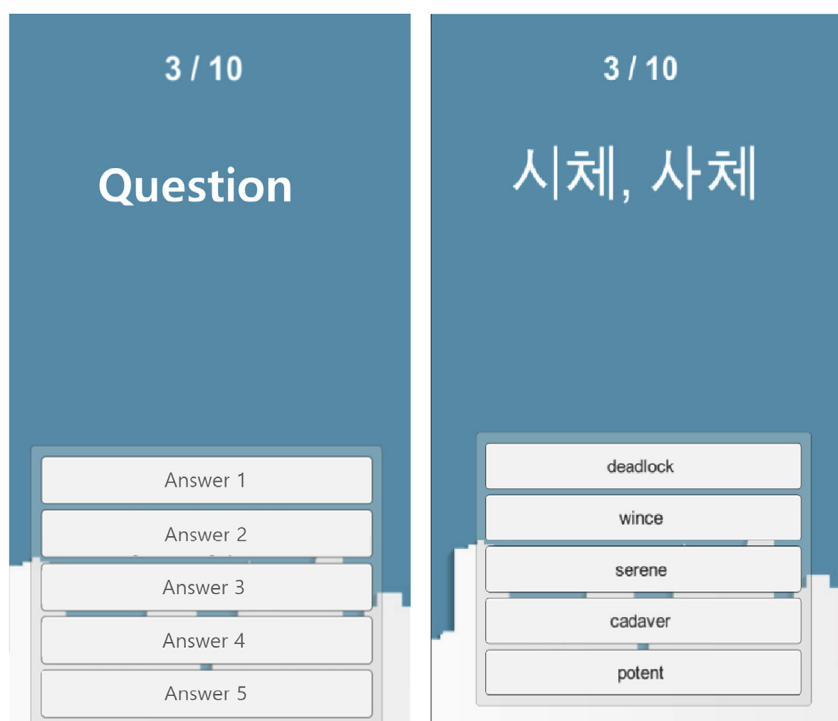 3 / 10
Question
Answer 1
Answer 2
Answer 3
Answer 4
Answer 5
3 / 10
시체, 사체
deadlock
wince
serene
cadaver
potent